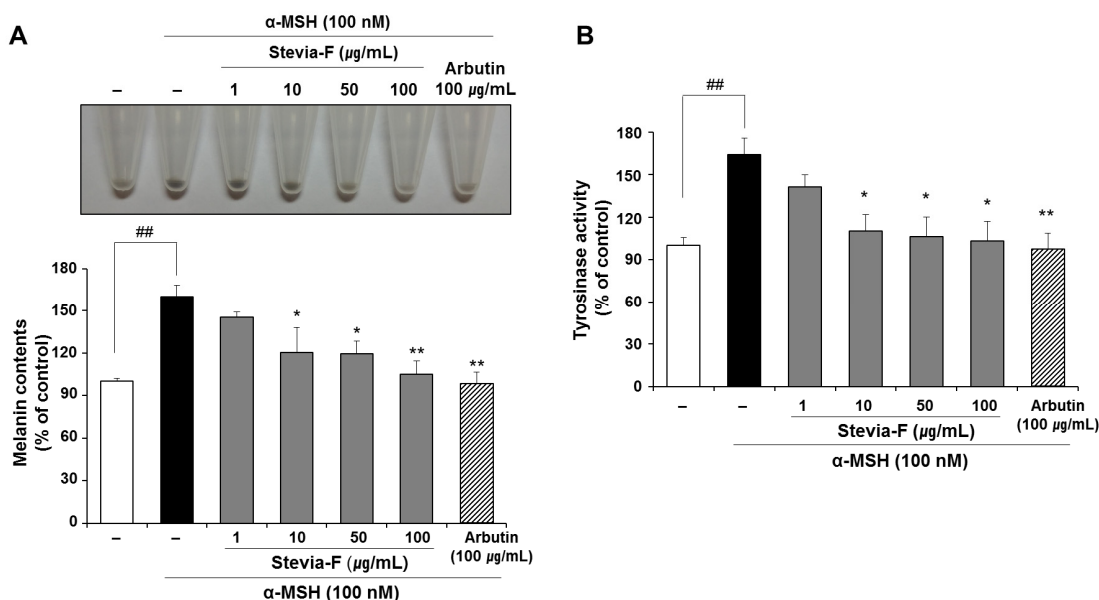 A
α-MSH (100 nM)
Stevia-F (㎍/mL)
Arbutin
– – 1 10 50 100 100 ㎍/mL
##
Melanin contents
(% of control)
180
150
120
90
60
30
0
* * ** **
– – 1 10 50 100 Arbutin
(100 ㎍/mL)
Stevia-F (㎍/mL)
α-MSH (100 nM)
B
##
Tyrosinase activity
(% of control)
180
150
120
90
60
30
0
* * * **
– – 1 10 50 100 Arbutin
(100 ㎍/mL)
Stevia-F (㎍/mL)
α-MSH (100 nM)